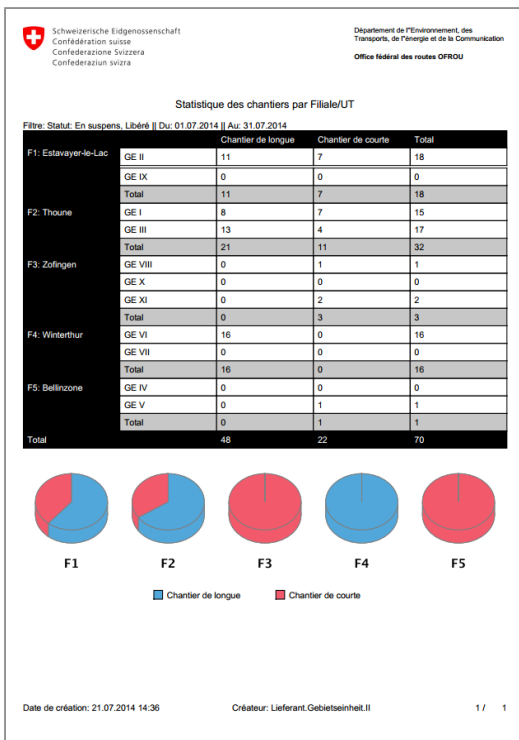 Schweizerische Eidgenossenschaft
Confédération suisse
Confederazione Svizzera
Confederaziun svizra
Département de l"Environnement, des
Transports, de l"énergie et de la Communication
Office fédéral des routes OFROU
Statistique des chantiers par Filiale/UT
Filtre: Statut: En suspens, Libéré || Du: 01.07.2014 || Au: 31.07.2014
Chantier de longue Chantier de courte Total
F1: Estavayer-le-Lac GE II 11 7 18
GE IX 0 0 0
Total 11 7 18
F2: Thoune GE I 8 7 15
GE III 13 4 17
Total 21 11 32
F3: Zofingen GE VIII 0 1 1
GE X 0 0 0
GE XI 0 2 2
Total 0 3 3
F4: Winterthur GE VI 16 0 16
GE VII 0 0 0
Total 16 0 16
F5: Bellinzone GE IV 0 0 0
GE V 0 1 1
Total 0 1 1
Total 48 22 70
F1 F2 F3 F4 F5
Chantier de longue Chantier de courte
Date de création: 21.07.2014 14:36 Créateur: Lieferant.Gebietseinheit.II 1 / 1